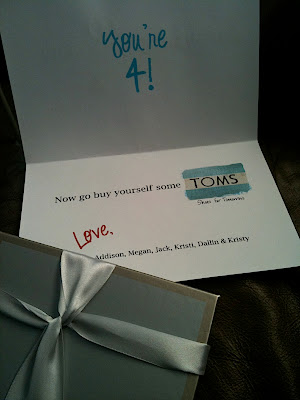 you're
4!
Now go buy yourself some TOMS
Shoes for Tomorrow
Love,
Addison, Megan, Jack, Kristi, Dallin & Kristy